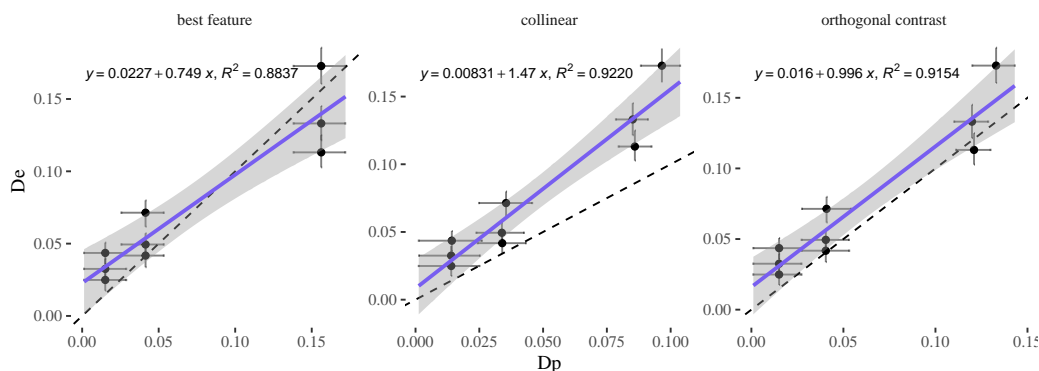 best feature
collinear
orthogonal contrast
y = 0.0227 + 0.749 x, R² = 0.8837
y = 0.00831 + 1.47 x, R² = 0.9220
y = 0.016 + 0.996 x, R² = 0.9154
De
0.15
0.10
0.05
0.00
0.15
0.10
0.05
0.00
0.15
0.10
0.05
0.00
0.00 0.05 0.10 0.15
0.000 0.025 0.050 0.075 0.100
0.00 0.05 0.10 0.15
Dp